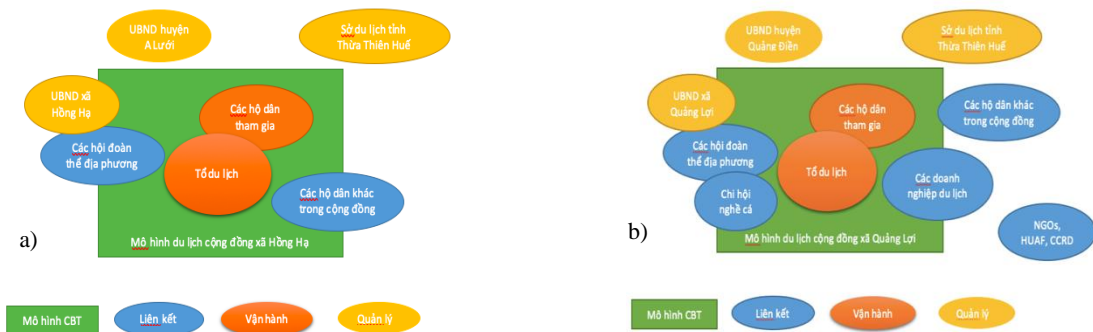 UBND huyện
A Lưới
Sở du lịch tỉnh
Thừa Thiên Huế
UBND xã
Hồng Hạ
Các hộ dân
tham gia
Các hội đoàn
thể địa phương
Tổ du lịch
Các hộ dân khác
trong cộng đồng
a)
Mô hình du lịch cộng đồng xã Hồng Hạ
Mô hình CBT
Liên kết
Vận hành
Quản lý
UBND huyện
Quảng Điền
Sở du lịch tỉnh
Thừa Thiên Huế
UBND xã
Quảng Lợi
Các hộ dân
tham gia
Các hộ dân khác
trong cộng đồng
Các hội đoàn
thể địa phương
Tổ du lịch
Các doanh
nghiệp du lịch
Chi hội
nghề cá
NGOs,
HUAF, CCRD
b)
Mô hình du lịch cộng đồng xã Quảng Lợi
Mô hình CBT
Liên kết
Vận hành
Quản lý